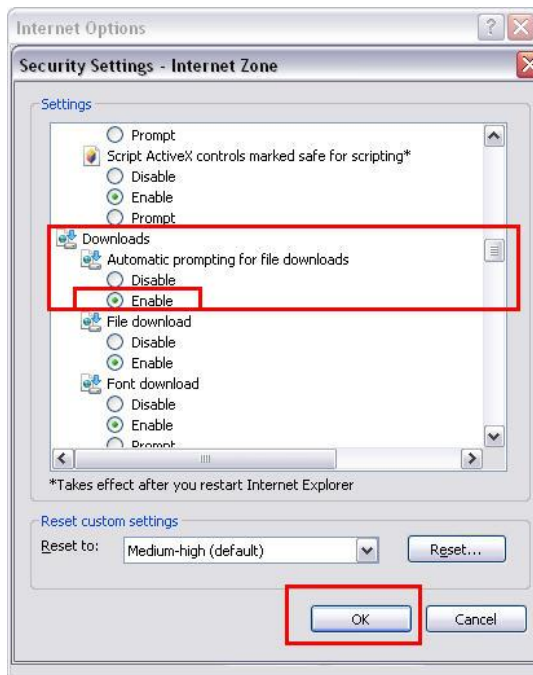 Internet Options
Security Settings - Internet Zone
Settings
Prompt
Script ActiveX controls marked safe for scripting*
Disable
Enable
Prompt
Downloads
Automatic prompting for file downloads
Disable
Enable
File download
Disable
Enable
Font download
Disable
Enable
Prompt
*Takes effect after you restart Internet Explorer
Reset custom settings
Reset to: Medium-high (default) Reset...
OK Cancel